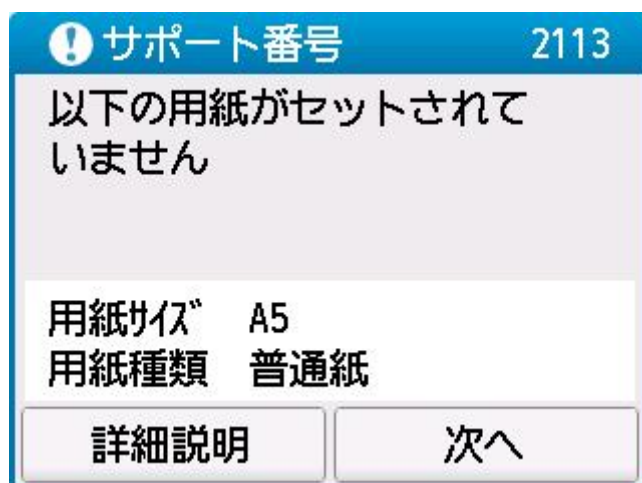 サポート番号 2113
以下の用紙がセットされて
いません
用紙ｻｲｽﾞ A5
用紙種類 普通紙
詳細説明 次へ